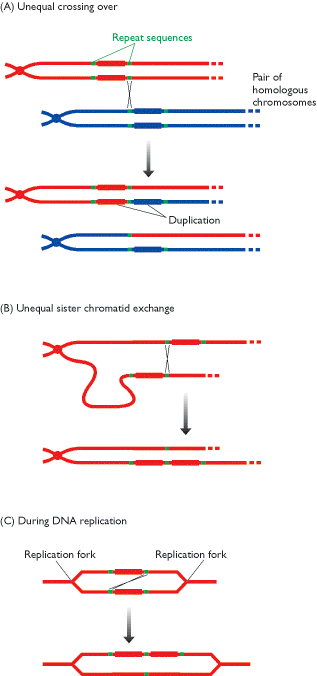 (A) Unequal crossing over
Repeat sequences
Pair of
homologous
chromosomes
Duplication
(B) Unequal sister chromatid exchange
(C) During DNA replication
Replication fork
Replication fork